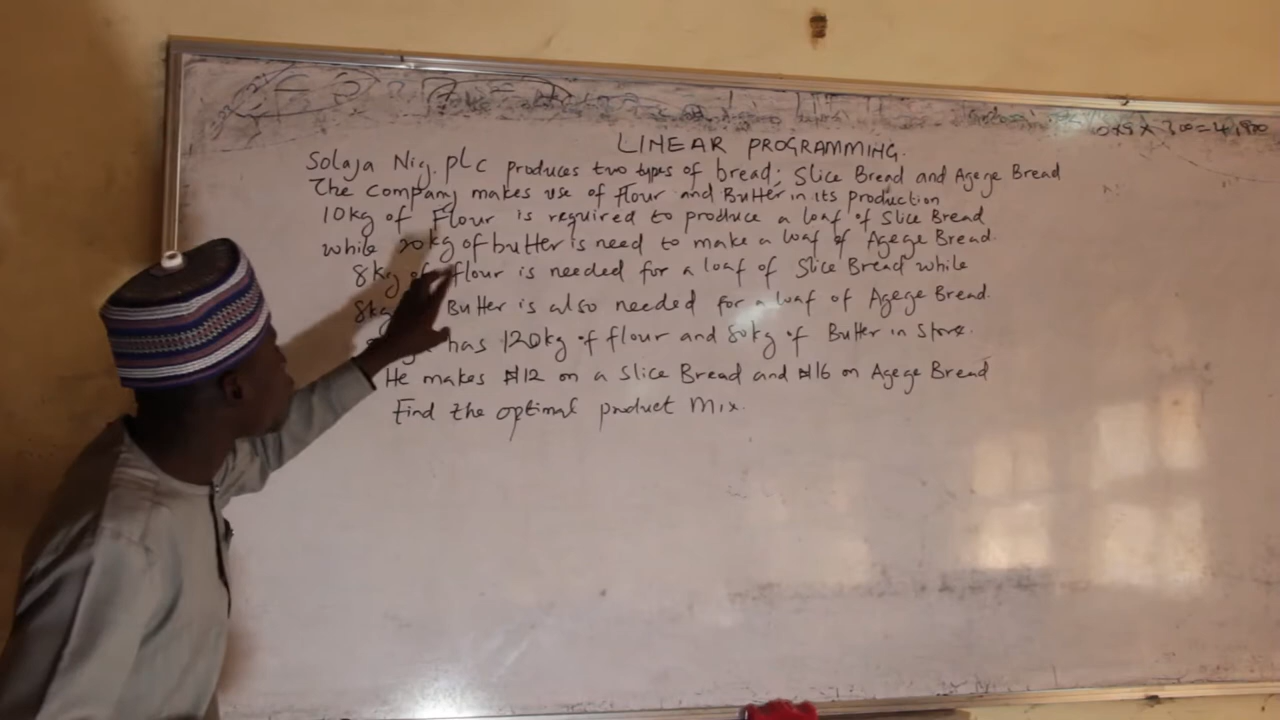 0x9 x 300 = 4,900
LINEAR PROGRAMMING.
Solaja Nig. plc produces two types of bread; Slice Bread and Agege Bread
The company makes use of Flour and Butter in its production
10kg of Flour is required to produce a loaf of Slice Bread
while 20kg of butter is need to make a loaf of Agege Bread.
8kg of flour is needed for a loaf of Slice Bread while
8kg Butter is also needed for a loaf of Agege Bread.
has 120kg of flour and 80kg of Butter in store.
He makes ₦12 on a Slice Bread and ₦16 on Agege Bread
Find the optimal product Mix.